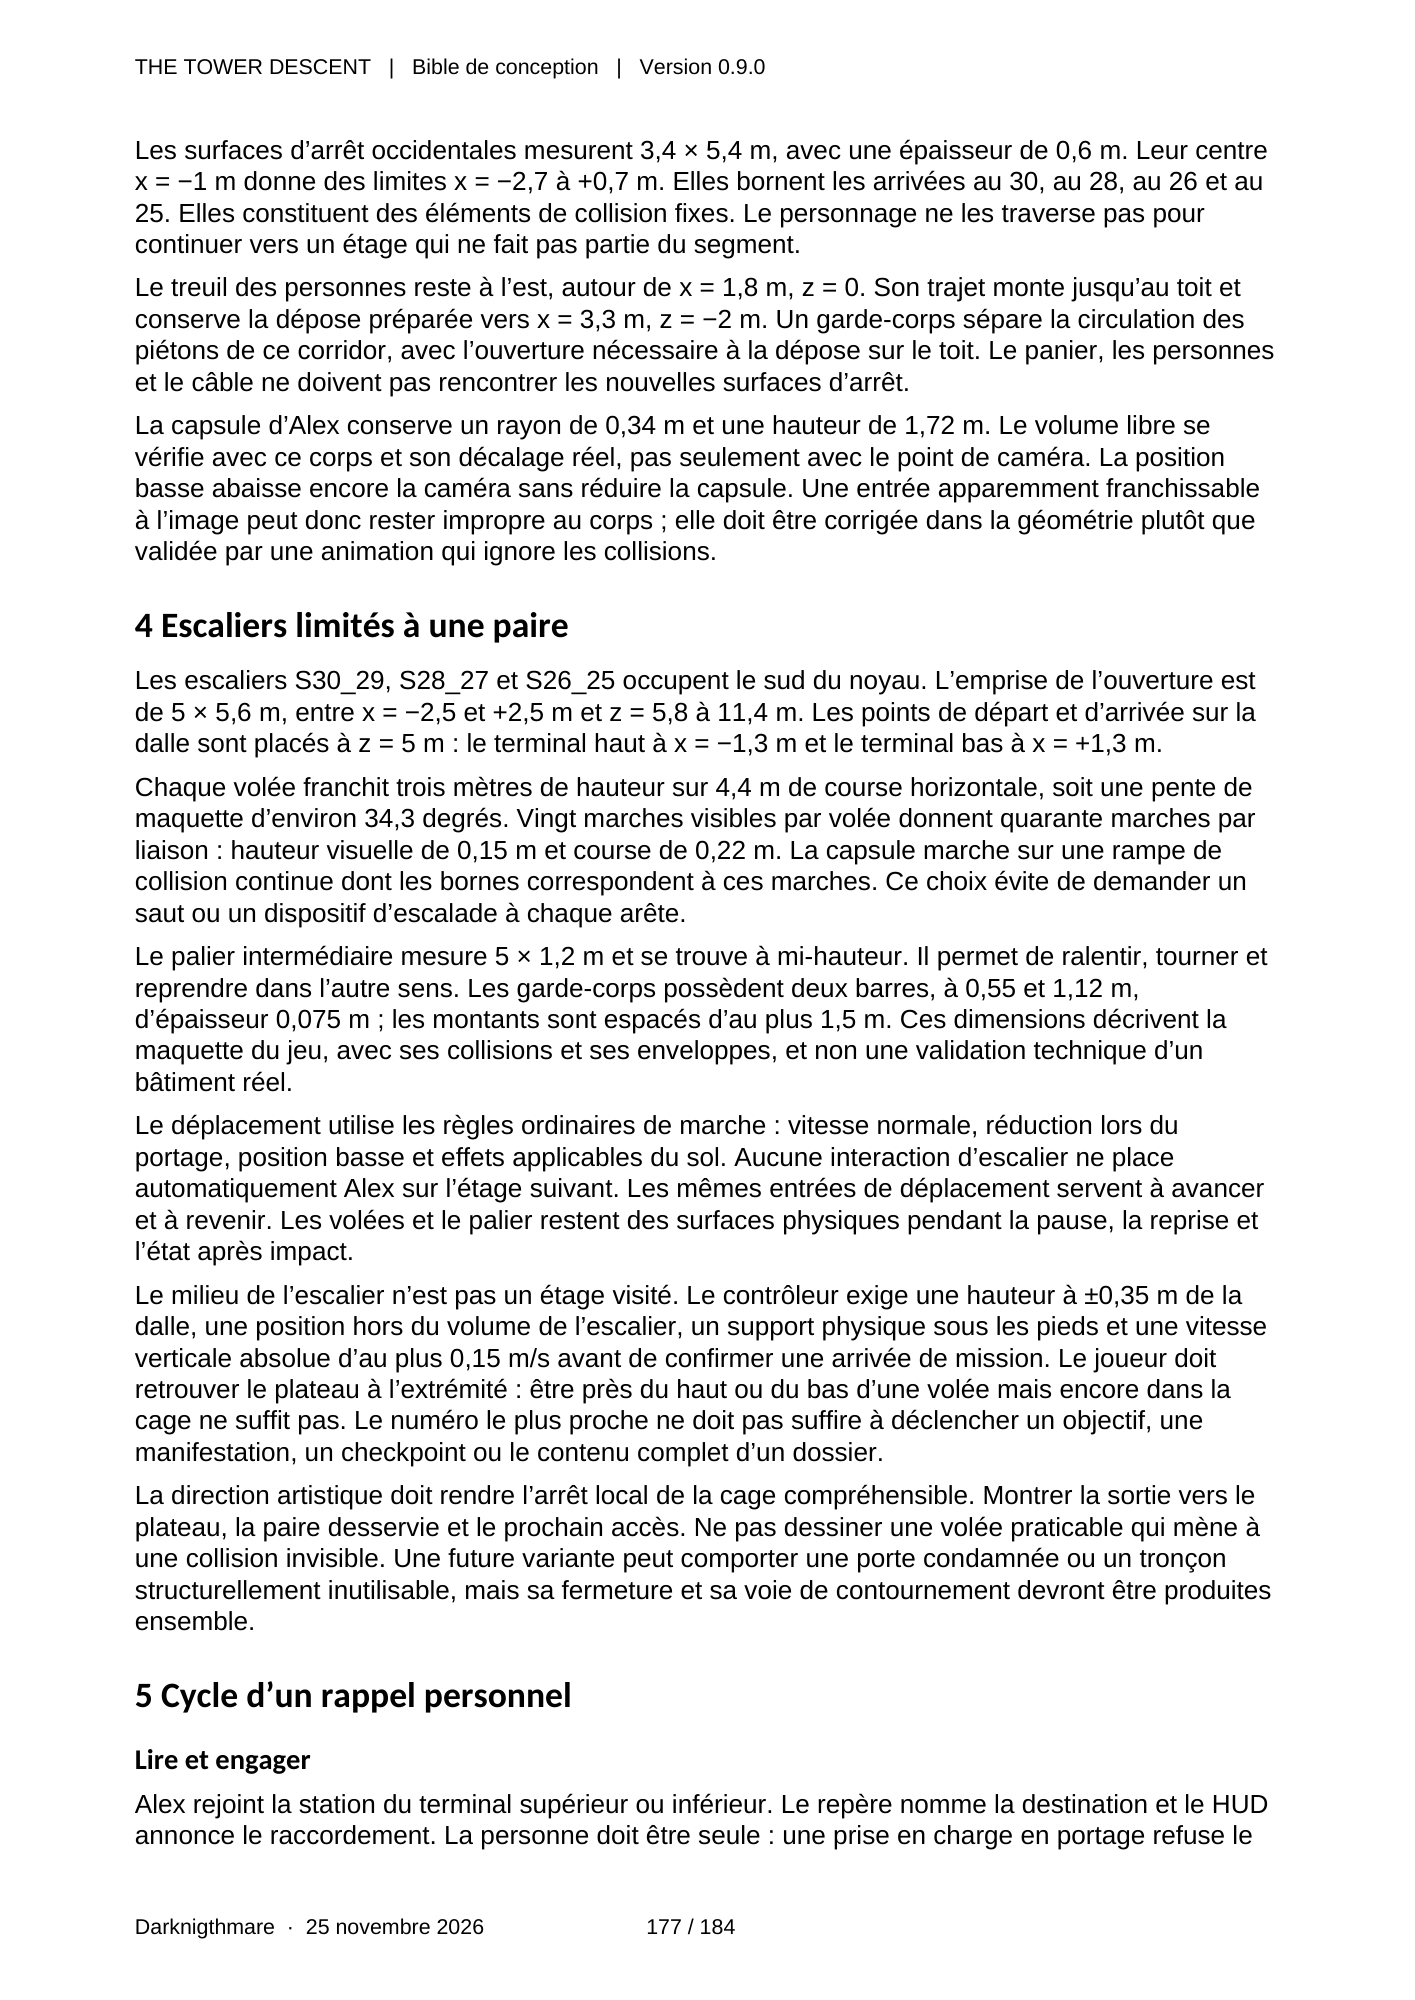 THE TOWER DESCENT | Bible de conception | Version 0.9.0
Les surfaces d’arrêt occidentales mesurent 3,4 × 5,4 m, avec une épaisseur de 0,6 m. Leur centre
x = −1 m donne des limites x = −2,7 à +0,7 m. Elles bornent les arrivées au 30, au 28, au 26 et au
25. Elles constituent des éléments de collision fixes. Le personnage ne les traverse pas pour
continuer vers un étage qui ne fait pas partie du segment.
Le treuil des personnes reste à l’est, autour de x = 1,8 m, z = 0. Son trajet monte jusqu’au toit et
conserve la dépose préparée vers x = 3,3 m, z = −2 m. Un garde-corps sépare la circulation des
piétons de ce corridor, avec l’ouverture nécessaire à la dépose sur le toit. Le panier, les personnes
et le câble ne doivent pas rencontrer les nouvelles surfaces d’arrêt.
La capsule d’Alex conserve un rayon de 0,34 m et une hauteur de 1,72 m. Le volume libre se
vérifie avec ce corps et son décalage réel, pas seulement avec le point de caméra. La position
basse abaisse encore la caméra sans réduire la capsule. Une entrée apparemment franchissable
à l’image peut donc rester impropre au corps ; elle doit être corrigée dans la géométrie plutôt que
validée par une animation qui ignore les collisions.
4 Escaliers limités à une paire
Les escaliers S30_29, S28_27 et S26_25 occupent le sud du noyau. L’emprise de l’ouverture est
de 5 × 5,6 m, entre x = −2,5 et +2,5 m et z = 5,8 à 11,4 m. Les points de départ et d’arrivée sur la
dalle sont placés à z = 5 m : le terminal haut à x = −1,3 m et le terminal bas à x = +1,3 m.
Chaque volée franchit trois mètres de hauteur sur 4,4 m de course horizontale, soit une pente de
maquette d’environ 34,3 degrés. Vingt marches visibles par volée donnent quarante marches par
liaison : hauteur visuelle de 0,15 m et course de 0,22 m. La capsule marche sur une rampe de
collision continue dont les bornes correspondent à ces marches. Ce choix évite de demander un
saut ou un dispositif d’escalade à chaque arête.
Le palier intermédiaire mesure 5 × 1,2 m et se trouve à mi-hauteur. Il permet de ralentir, tourner et
reprendre dans l’autre sens. Les garde-corps possèdent deux barres, à 0,55 et 1,12 m,
d’épaisseur 0,075 m ; les montants sont espacés d’au plus 1,5 m. Ces dimensions décrivent la
maquette du jeu, avec ses collisions et ses enveloppes, et non une validation technique d’un
bâtiment réel.
Le déplacement utilise les règles ordinaires de marche : vitesse normale, réduction lors du
portage, position basse et effets applicables du sol. Aucune interaction d’escalier ne place
automatiquement Alex sur l’étage suivant. Les mêmes entrées de déplacement servent à avancer
et à revenir. Les volées et le palier restent des surfaces physiques pendant la pause, la reprise et
l’état après impact.
Le milieu de l’escalier n’est pas un étage visité. Le contrôleur exige une hauteur à ±0,35 m de la
dalle, une position hors du volume de l’escalier, un support physique sous les pieds et une vitesse
verticale absolue d’au plus 0,15 m/s avant de confirmer une arrivée de mission. Le joueur doit
retrouver le plateau à l’extrémité : être près du haut ou du bas d’une volée mais encore dans la
cage ne suffit pas. Le numéro le plus proche ne doit pas suffire à déclencher un objectif, une
manifestation, un checkpoint ou le contenu complet d’un dossier.
La direction artistique doit rendre l’arrêt local de la cage compréhensible. Montrer la sortie vers le
plateau, la paire desservie et le prochain accès. Ne pas dessiner une volée praticable qui mène à
une collision invisible. Une future variante peut comporter une porte condamnée ou un tronçon
structurellement inutilisable, mais sa fermeture et sa voie de contournement devront être produites
ensemble.
5 Cycle d’un rappel personnel
Lire et engager
Alex rejoint la station du terminal supérieur ou inférieur. Le repère nomme la destination et le HUD
annonce le raccordement. La personne doit être seule : une prise en charge en portage refuse le
Darknigthmare · 25 novembre 2026 177 / 184